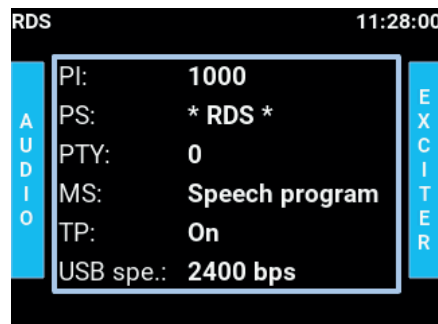 RDS 11:28:00
AUDIO
PI: 1000
PS: * RDS *
PTY: 0
MS: Speech program
TP: On
USB spe.: 2400 bps
EXCITER